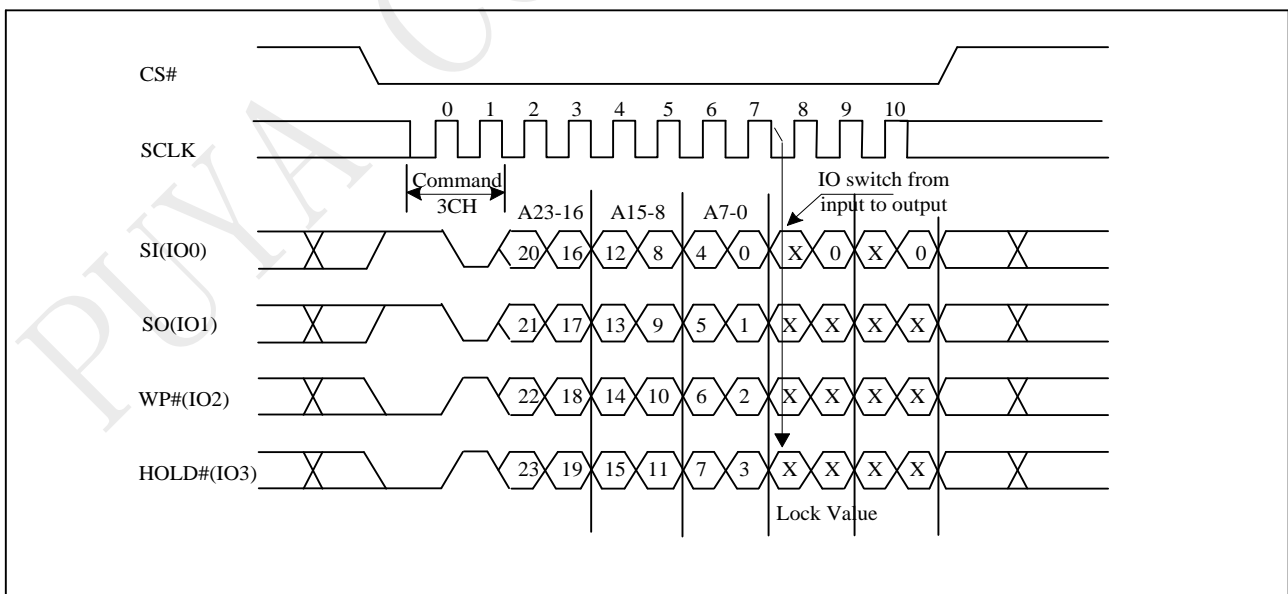 PUYA C
CS#
0 1 2 3 4 5 6 7 8 9 10
SCLK
Command
3CH
IO switch from
input to output
A23-16 A15-8 A7-0
SI(IO0) 20 16 12 8 4 0 X 0 X 0
SO(IO1) 21 17 13 9 5 1 X X X X
WP#(IO2) 22 18 14 10 6 2 X X X X
HOLD#(IO3) 23 19 15 11 7 3 X X X X
Lock Value